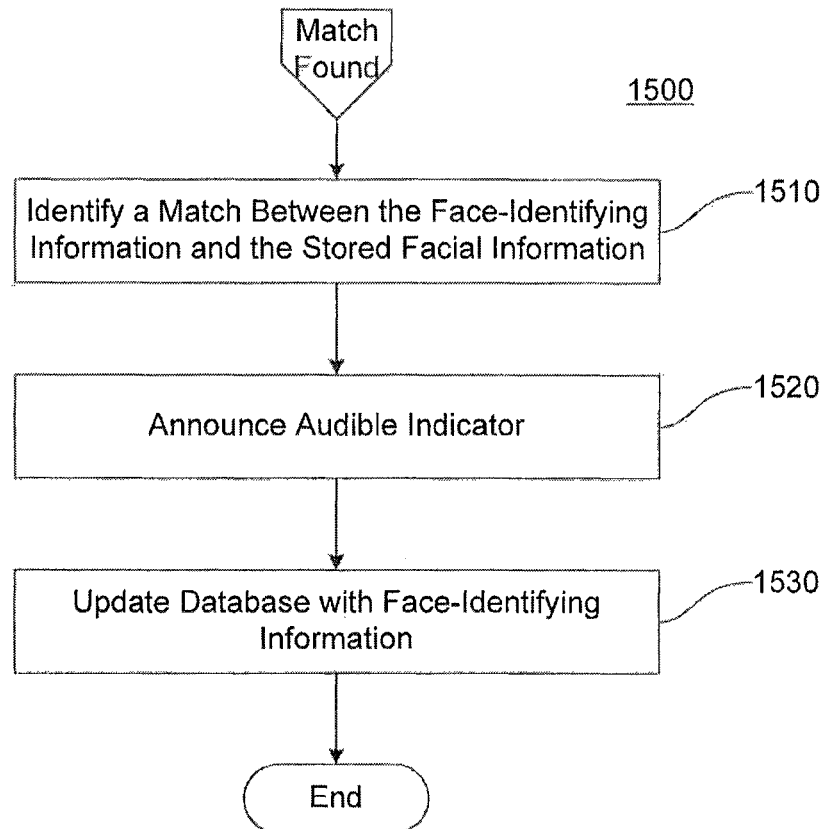 Match
Found
1500
Identify a Match Between the Face-Identifying
Information and the Stored Facial Information
1510
Announce Audible Indicator
1520
Update Database with Face-Identifying
Information
1530
End